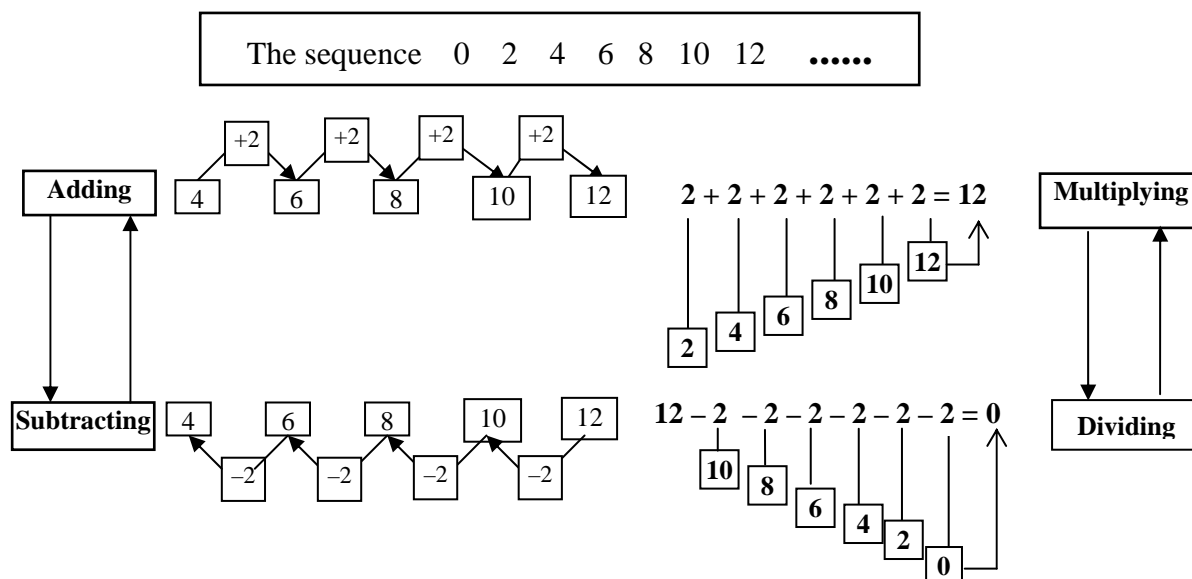 The sequence 0 2 4 6 8 10 12 ......
+2 +2 +2 +2
Adding
4 6 8 10 12
2 + 2 + 2 + 2 + 2 + 2 = 12
2 4 6 8 10 12
Multiplying
Subtracting
4 6 8 10 12
–2 –2 –2 –2
12 – 2 – 2 – 2 – 2 – 2 – 2 = 0
10 8 6 4 2 0
Dividing